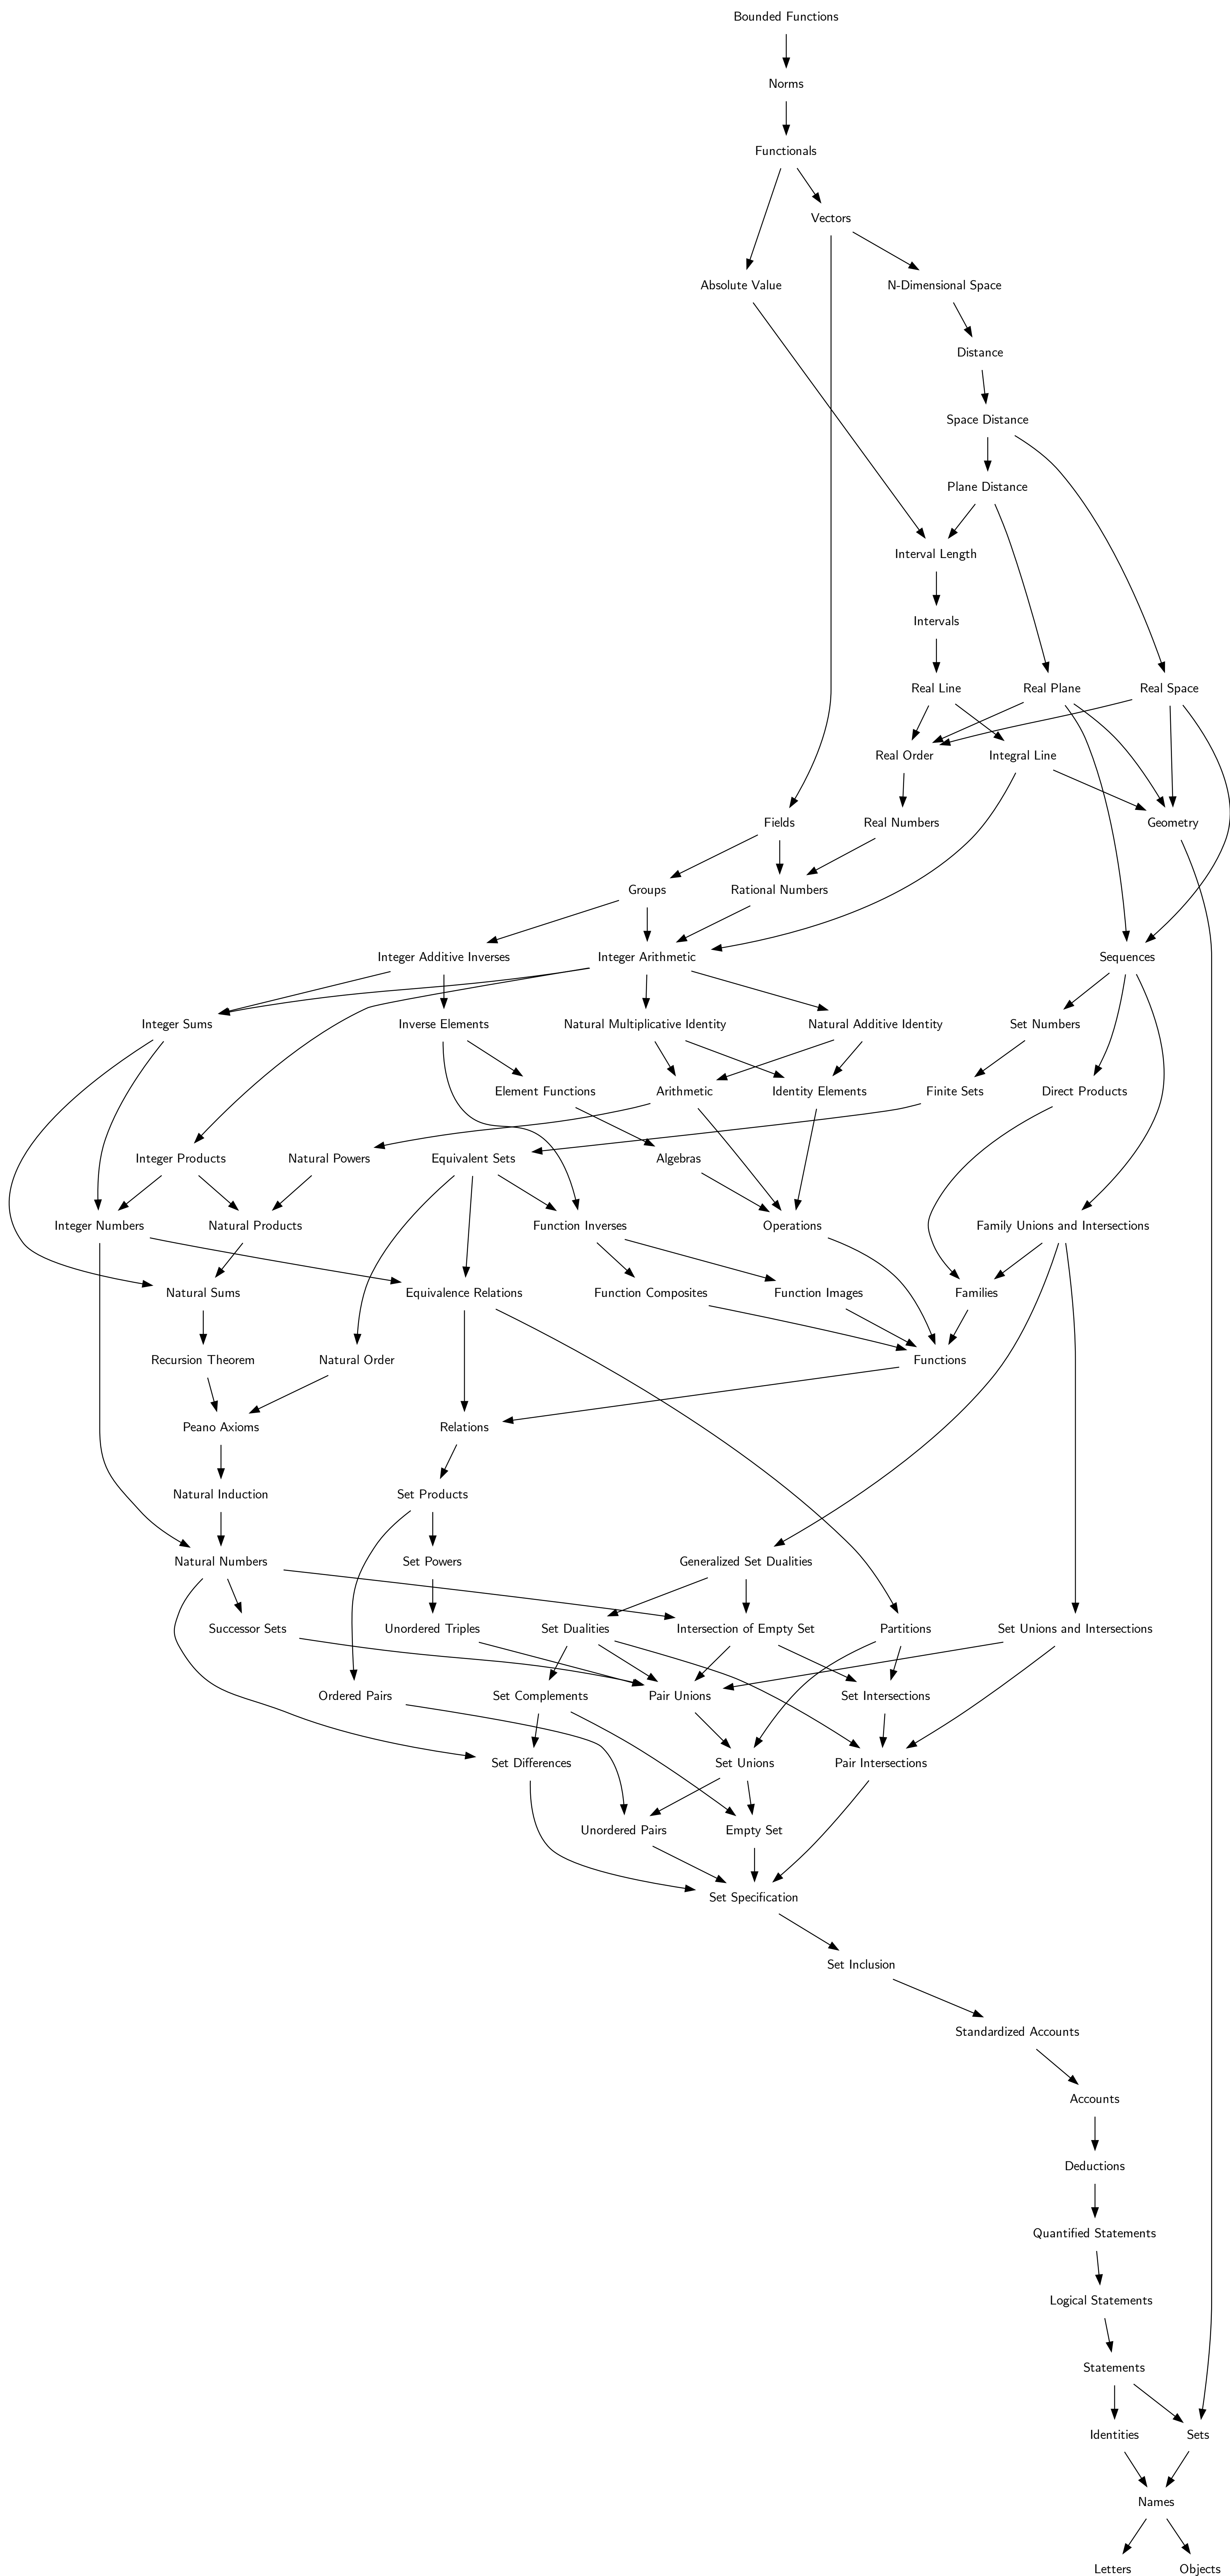 Bounded Functions
Norms
Functionals
Vectors
Absolute Value
N-Dimensional Space
Distance
Space Distance
Plane Distance
Interval Length
Intervals
Real Line
Real Plane
Real Space
Real Order
Integral Line
Fields
Real Numbers
Geometry
Groups
Rational Numbers
Integer Additive Inverses
Integer Arithmetic
Sequences
Integer Sums
Inverse Elements
Natural Multiplicative Identity
Natural Additive Identity
Set Numbers
Element Functions
Arithmetic
Identity Elements
Finite Sets
Direct Products
Integer Products
Natural Powers
Equivalent Sets
Algebras
Integer Numbers
Natural Products
Function Inverses
Operations
Family Unions and Intersections
Natural Sums
Equivalence Relations
Function Composites
Function Images
Families
Recursion Theorem
Natural Order
Functions
Peano Axioms
Relations
Natural Induction
Set Products
Natural Numbers
Set Powers
Generalized Set Dualities
Successor Sets
Unordered Triples
Set Dualities
Intersection of Empty Set
Partitions
Set Unions and Intersections
Ordered Pairs
Set Complements
Pair Unions
Set Intersections
Set Differences
Set Unions
Pair Intersections
Unordered Pairs
Empty Set
Set Specification
Set Inclusion
Standardized Accounts
Accounts
Deductions
Quantified Statements
Logical Statements
Statements
Identities
Sets
Names
Letters
Objects